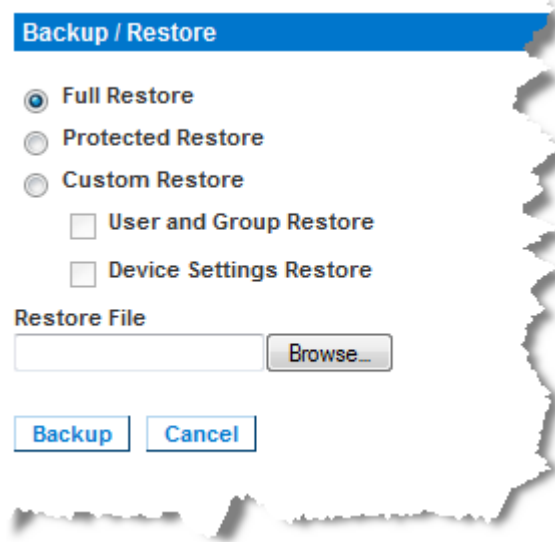 Backup / Restore
Full Restore
Protected Restore
Custom Restore
User and Group Restore
Device Settings Restore
Restore File
Browse...
Backup Cancel